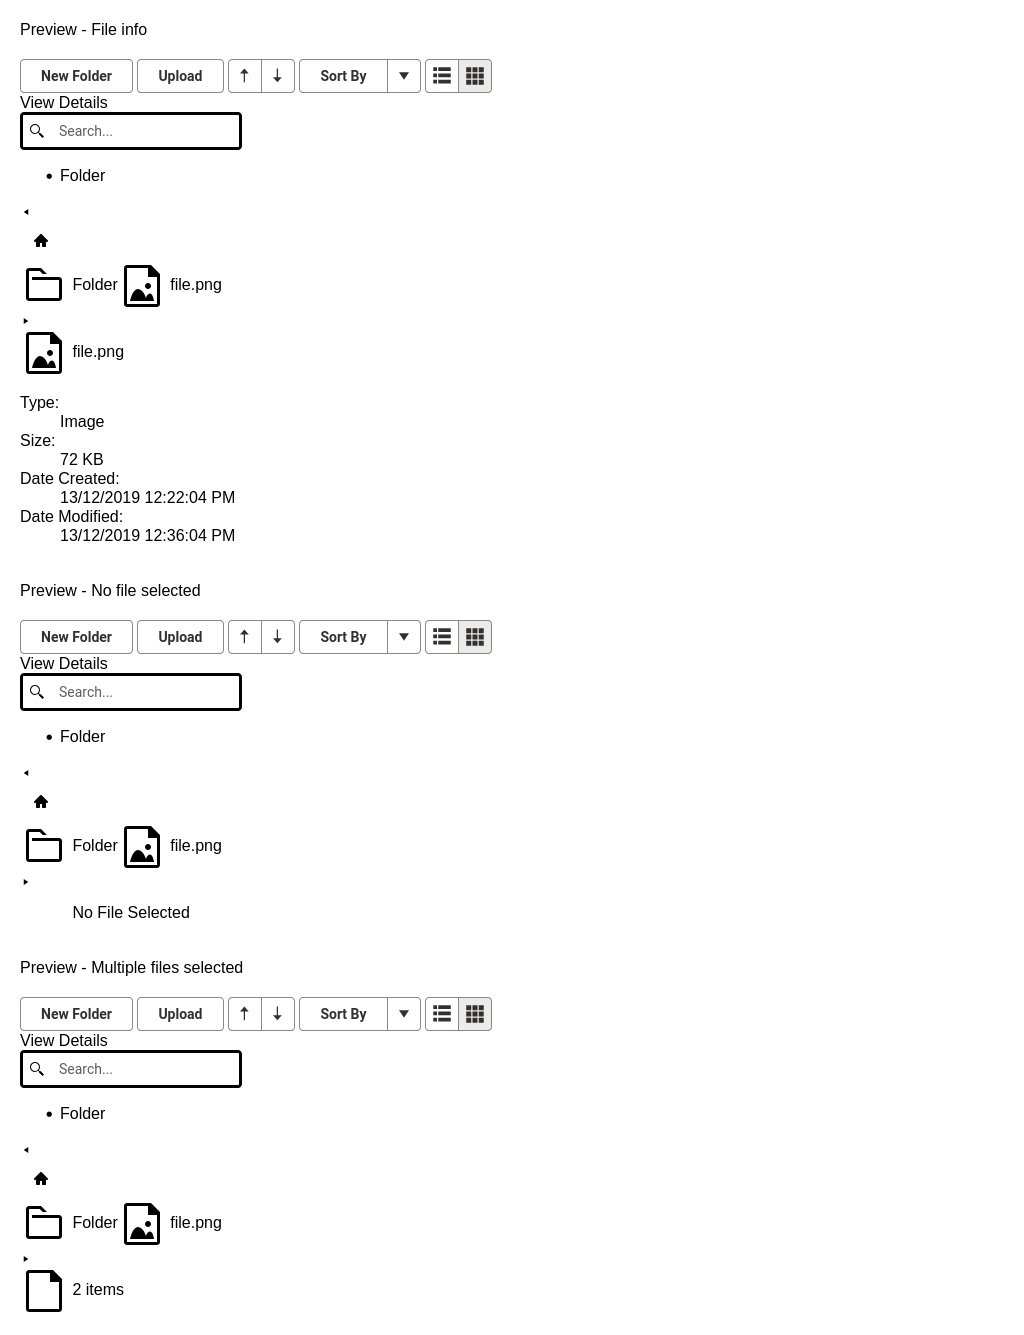 Preview - File info
New Folder Upload Sort By
View Details
Search...
Folder
Folder file.png
file.png
Type:
Image
Size:
72 KB
Date Created:
13/12/2019 12:22:04 PM
Date Modified:
13/12/2019 12:36:04 PM
Preview - No file selected
New Folder Upload Sort By
View Details
Search...
Folder
Folder file.png
No File Selected
Preview - Multiple files selected
New Folder Upload Sort By
View Details
Search...
Folder
Folder file.png
2 items